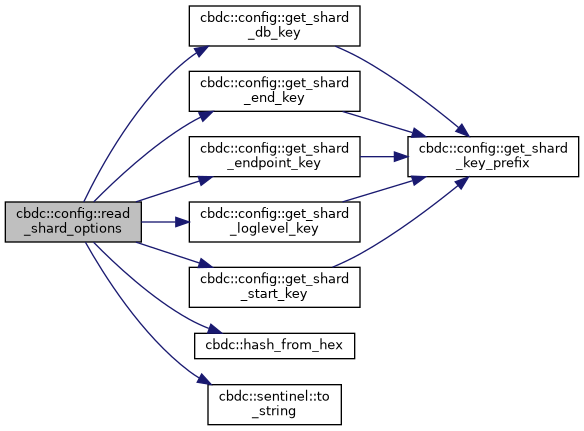 cbdc::config::read
_shard_options
cbdc::config::get_shard
_db_key
cbdc::config::get_shard
_end_key
cbdc::config::get_shard
_endpoint_key
cbdc::config::get_shard
_loglevel_key
cbdc::config::get_shard
_start_key
cbdc::hash_from_hex
cbdc::sentinel::to
_string
cbdc::config::get_shard
_key_prefix